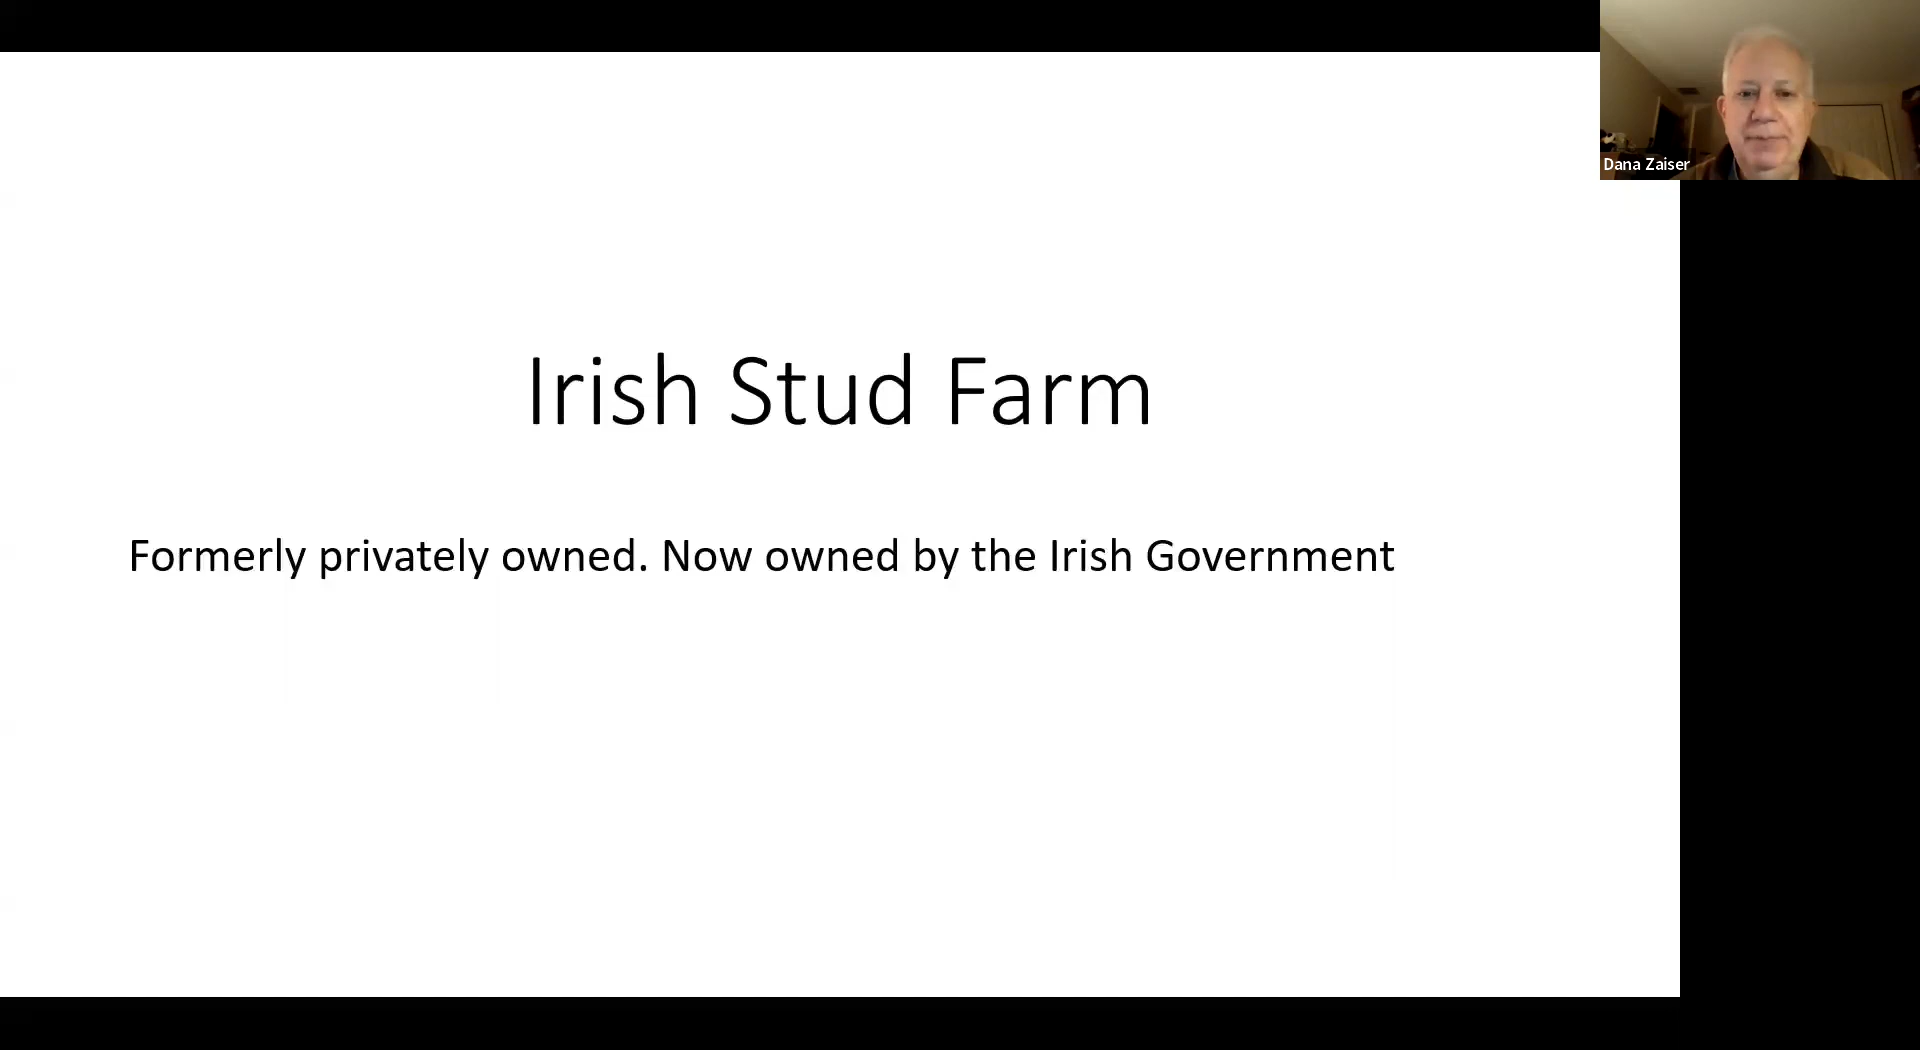 Irish Stud Farm
Formerly privately owned. Now owned by the Irish Government
Dana Zaiser